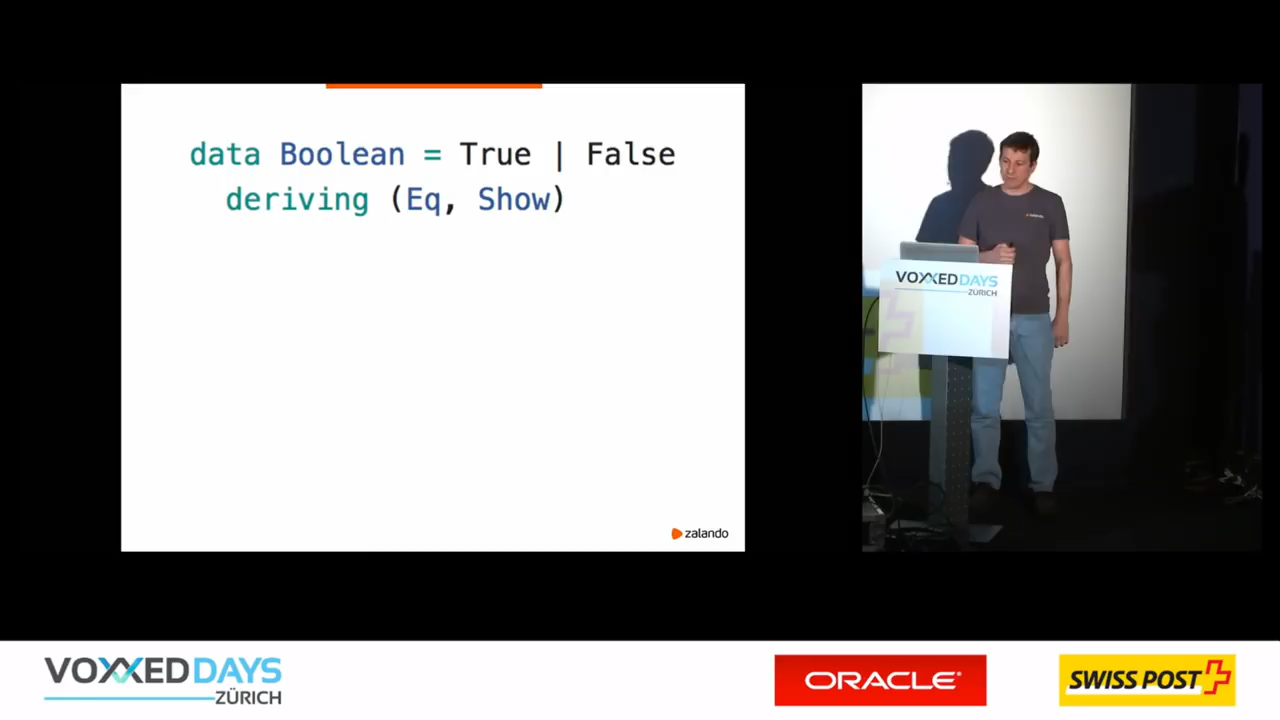 data Boolean = True | False
deriving (Eq, Show)
zalando
VOXXED DAYS
ZÜRICH
VOXXED DAYS
ZÜRICH
ORACLE
SWISS POST